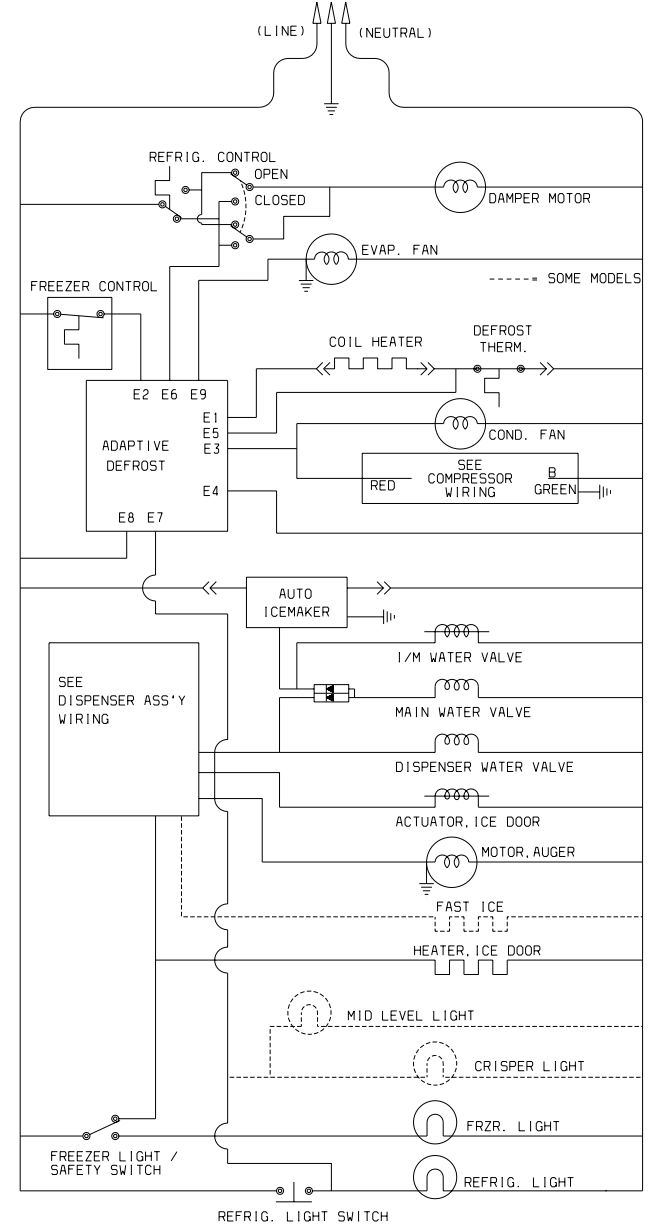 (LINE)
(NEUTRAL)
REFRIG. CONTROL
OPEN
CLOSED
DAMPER MOTOR
EVAP. FAN
= SOME MODELS
FREEZER CONTROL
COIL HEATER
DEFROST
THERM.
E2 E6 E9
E1
E5
E3
E4
E8 E7
ADAPTIVE
DEFROST
COND. FAN
SEE
COMPRESSOR
WIRING
RED
B
GREEN
AUTO
ICEMAKER
I/M WATER VALVE
SEE
DISPENSER ASS'Y
WIRING
MAIN WATER VALVE
DISPENSER WATER VALVE
ACTUATOR, ICE DOOR
MOTOR, AUGER
FAST ICE
HEATER, ICE DOOR
MID LEVEL LIGHT
CRISPER LIGHT
FRZR. LIGHT
FREEZER LIGHT /
SAFETY SWITCH
REFRIG. LIGHT
REFRIG. LIGHT SWITCH